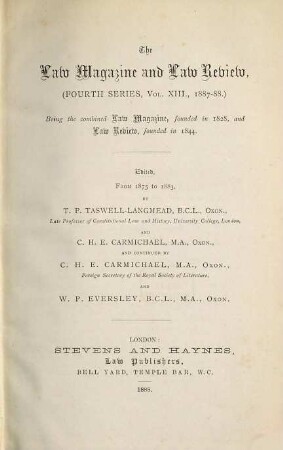 The
Law Magazine and Law Review,
(FOURTH SERIES, VOL. XIII., 1887-88.)
Being the combined Law Magazine, founded in 1828, and
Law Review, founded in 1844.
Edited,
FROM 1875 TO 1883,
BY
T. P. TASWELL-LANGMEAD, B.C.L., OXON.,
Late Professor of Constitutional Law and History, University College, London,
AND
C. H. E. CARMICHAEL, M.A., OXON.,
AND CONTINUED BY
C. H. E. CARMICHAEL, M.A., OXON.,
Foreign Secretary of the Royal Society of Literature,
AND
W. P. EVERSLEY, B.C.L., M.A., OXON.
LONDON:
STEVENS AND HAYNES,
Law Publishers,
BELL YARD, TEMPLE BAR, W.C.
1888.